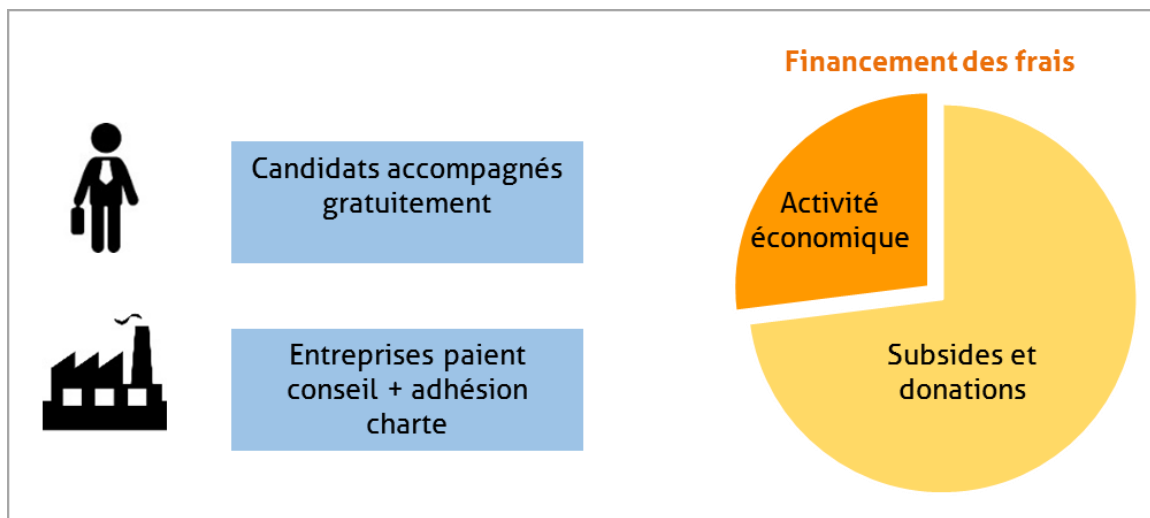 Financement des frais
Candidats accompagnés
gratuitement
Activité
économique
Entreprises paient
conseil + adhésion
charte
Subsides et
donations